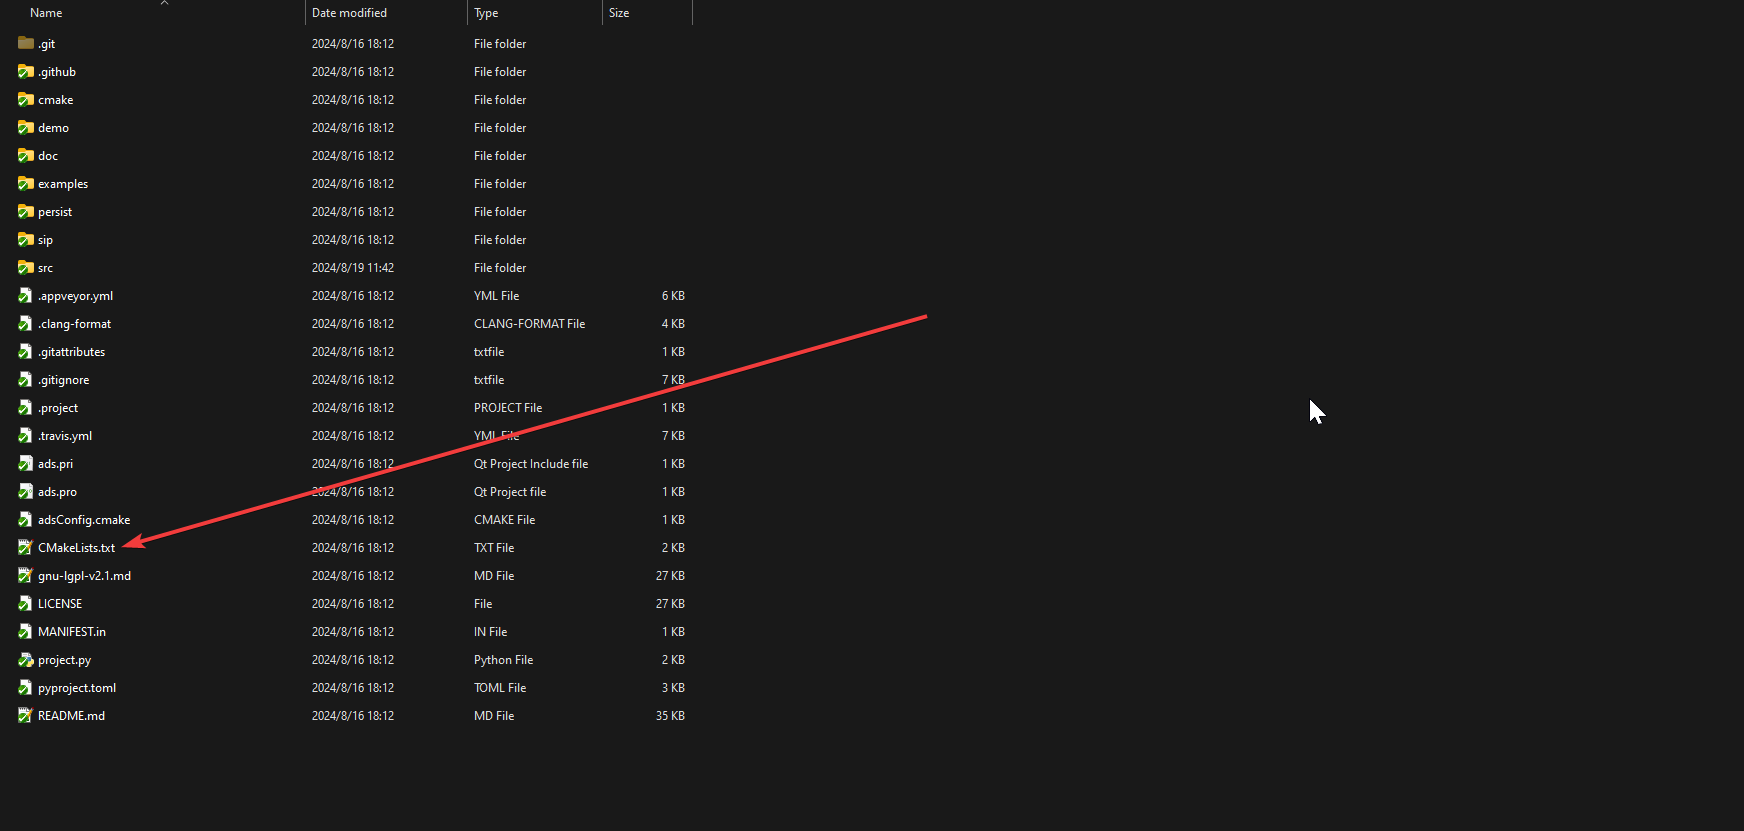 Name Date modified Type Size
.git 2024/8/16 18:12 File folder
.github 2024/8/16 18:12 File folder
cmake 2024/8/16 18:12 File folder
demo 2024/8/16 18:12 File folder
doc 2024/8/16 18:12 File folder
examples 2024/8/16 18:12 File folder
persist 2024/8/16 18:12 File folder
sip 2024/8/16 18:12 File folder
src 2024/8/19 11:42 File folder
.appveyor.yml 2024/8/16 18:12 YML File 6 KB
.clang-format 2024/8/16 18:12 CLANG-FORMAT File 4 KB
.gitattributes 2024/8/16 18:12 txtfile 1 KB
.gitignore 2024/8/16 18:12 txtfile 7 KB
.project 2024/8/16 18:12 PROJECT File 1 KB
.travis.yml 2024/8/16 18:12 YML File 7 KB
ads.pri 2024/8/16 18:12 Qt Project Include file 1 KB
ads.pro 2024/8/16 18:12 Qt Project file 1 KB
adsConfig.cmake 2024/8/16 18:12 CMAKE File 1 KB
CMakeLists.txt 2024/8/16 18:12 TXT File 2 KB
gnu-lgpl-v2.1.md 2024/8/16 18:12 MD File 27 KB
LICENSE 2024/8/16 18:12 File 27 KB
MANIFEST.in 2024/8/16 18:12 IN File 1 KB
project.py 2024/8/16 18:12 Python File 2 KB
pyproject.toml 2024/8/16 18:12 TOML File 3 KB
README.md 2024/8/16 18:12 MD File 35 KB